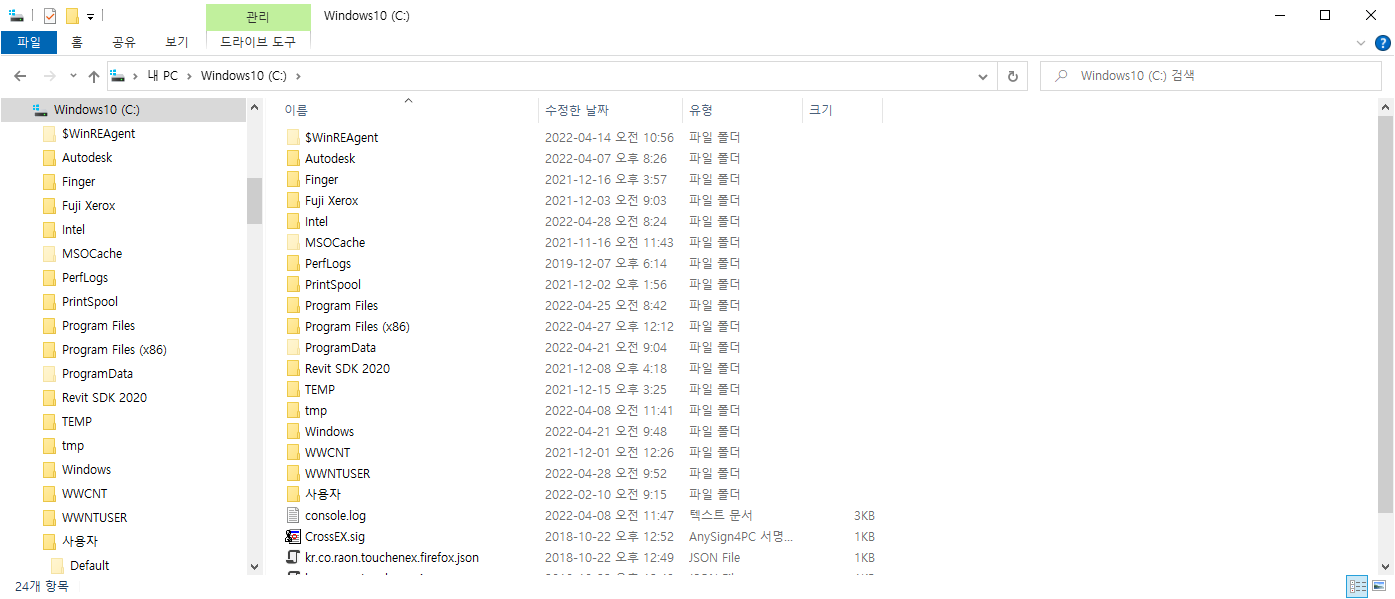 관리
Windows10 (C:)
파일 홈 공유 보기 드라이브 도구
내 PC Windows10 (C:)
Windows10 (C:) 검색
Windows10 (C:)
$WinREAgent
Autodesk
Finger
Fuji Xerox
Intel
MSOCache
PerfLogs
PrintSpool
Program Files
Program Files (x86)
ProgramData
Revit SDK 2020
TEMP
tmp
Windows
WWCNT
WWNTUSER
사용자
Default
이름 수정한 날짜 유형 크기
$WinREAgent 2022-04-14 오전 10:56 파일 폴더
Autodesk 2022-04-07 오후 8:26 파일 폴더
Finger 2021-12-16 오후 3:57 파일 폴더
Fuji Xerox 2021-12-03 오전 9:03 파일 폴더
Intel 2022-04-28 오전 8:24 파일 폴더
MSOCache 2021-11-16 오전 11:43 파일 폴더
PerfLogs 2019-12-07 오후 6:14 파일 폴더
PrintSpool 2021-12-02 오후 1:56 파일 폴더
Program Files 2022-04-25 오전 8:42 파일 폴더
Program Files (x86) 2022-04-27 오후 12:12 파일 폴더
ProgramData 2022-04-21 오전 9:04 파일 폴더
Revit SDK 2020 2021-12-08 오후 4:18 파일 폴더
TEMP 2021-12-15 오후 3:25 파일 폴더
tmp 2022-04-08 오전 11:41 파일 폴더
Windows 2022-04-21 오전 9:48 파일 폴더
WWCNT 2021-12-01 오전 12:26 파일 폴더
WWNTUSER 2022-04-28 오전 9:52 파일 폴더
사용자 2022-02-10 오전 9:15 파일 폴더
console.log 2022-04-08 오전 11:47 텍스트 문서 3KB
CrossEX.sig 2018-10-22 오후 12:52 AnySign4PC 서명... 1KB
kr.co.raon.touchenex.firefox.json 2018-10-22 오후 12:49 JSON File 1KB
24개 항목